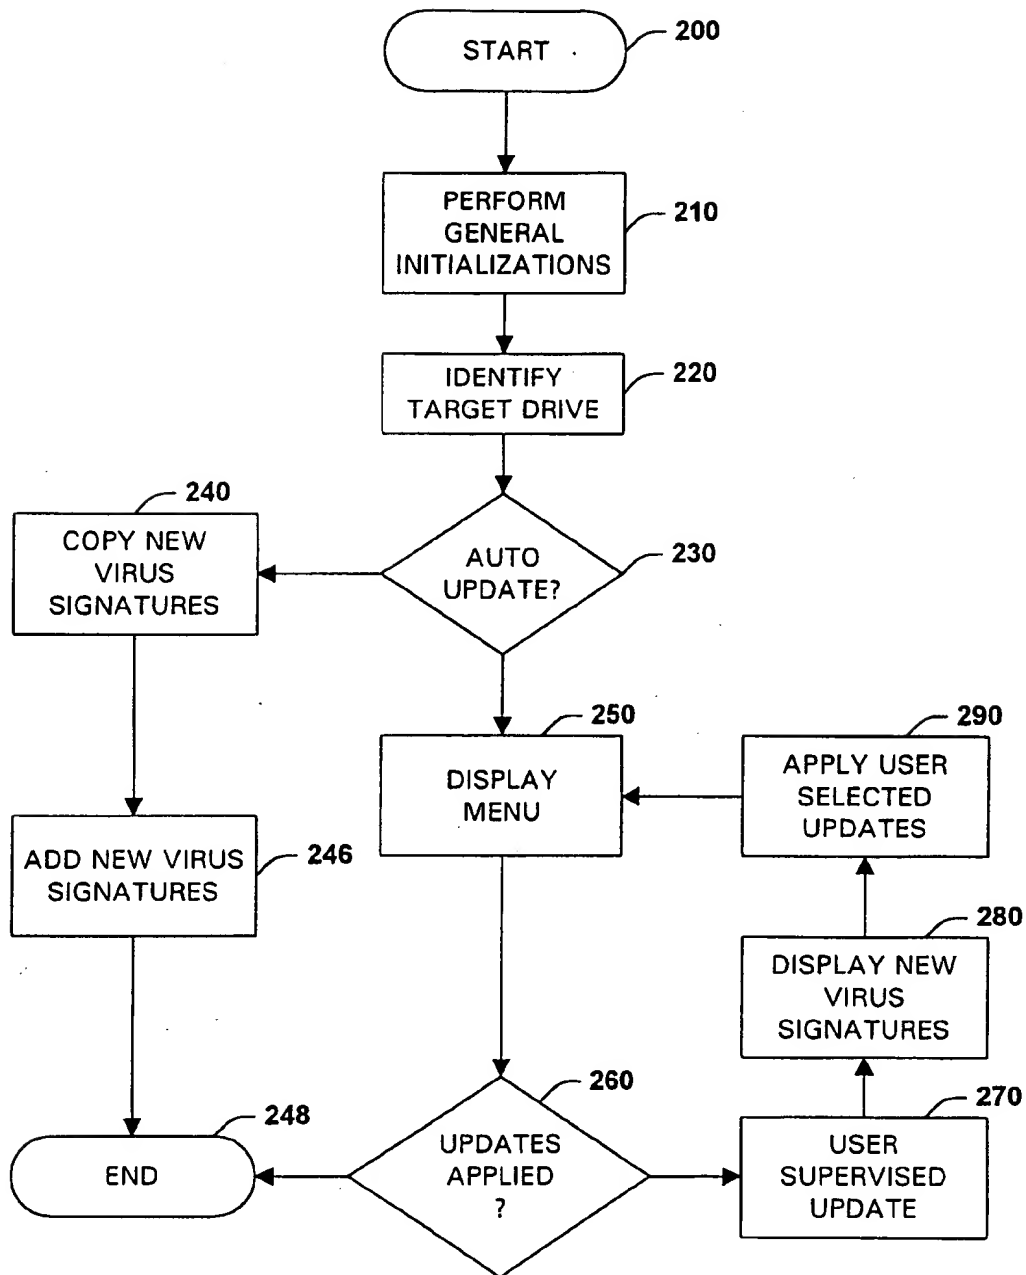 START
200
PERFORM
GENERAL
INITIALIZATIONS
210
IDENTIFY
TARGET DRIVE
220
AUTO
UPDATE?
230
240
COPY NEW
VIRUS
SIGNATURES
250
DISPLAY
MENU
290
APPLY USER
SELECTED
UPDATES
ADD NEW VIRUS
SIGNATURES
246
280
DISPLAY NEW
VIRUS
SIGNATURES
260
UPDATES
APPLIED
?
248
END
270
USER
SUPERVISED
UPDATE